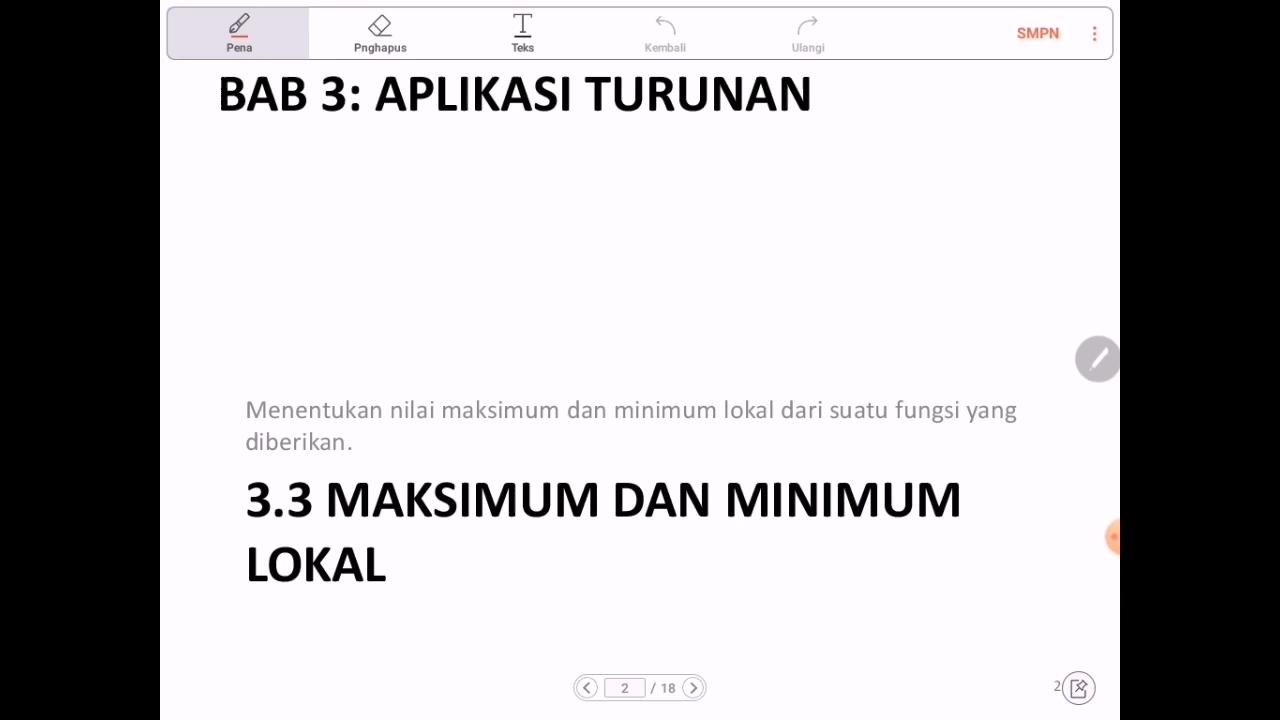 Pena
Pnghapus
Teks
Kembali
Ulangi
SMPN
BAB 3: APLIKASI TURUNAN
Menentukan nilai maksimum dan minimum lokal dari suatu fungsi yang
diberikan.
3.3 MAKSIMUM DAN MINIMUM
LOKAL
2 / 18
2